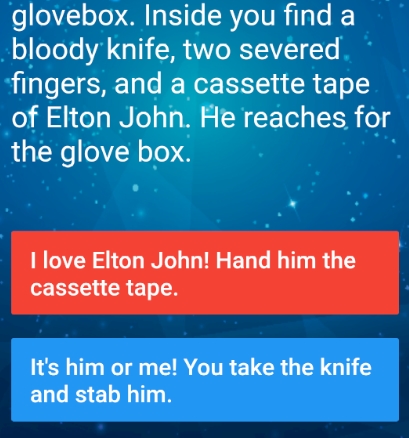 glovebox. Inside you find a
bloody knife, two severed
fingers, and a cassette tape
of Elton John. He reaches for
the glove box.
I love Elton John! Hand him the
cassette tape.
It's him or me! You take the knife
and stab him.